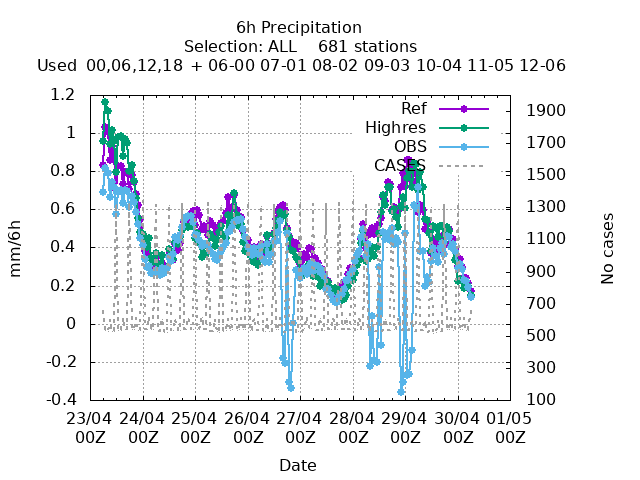 6h Precipitation
Selection: ALL 681 stations
Used 00,06,12,18 + 06-00 07-01 08-02 09-03 10-04 11-05 12-06
Ref
Highres
OBS
CASES
1.2
1
0.8
0.6
0.4
0.2
0
-0.2
-0.4
mm/6h
1900
1700
1500
1300
1100
900
700
500
300
100
No cases
23/04 24/04 25/04 26/04 27/04 28/04 29/04 30/04 01/05
00Z 00Z 00Z 00Z 00Z 00Z 00Z 00Z 00Z
Date